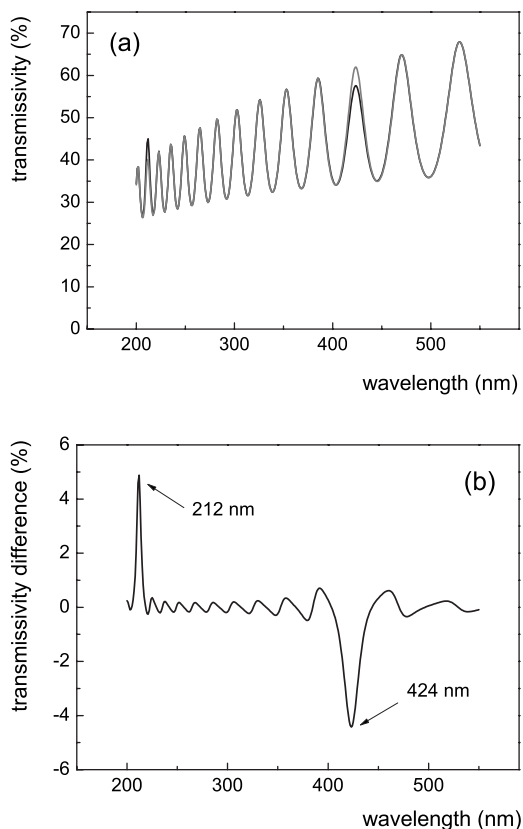 (a)
transmissivity (%)
70
60
50
40
30
20
10
0
200 300 400 500
wavelength (nm)
(b)
transmissivity difference (%)
6
4
2
0
-2
-4
-6
212 nm
424 nm
200 300 400 500
wavelength (nm)